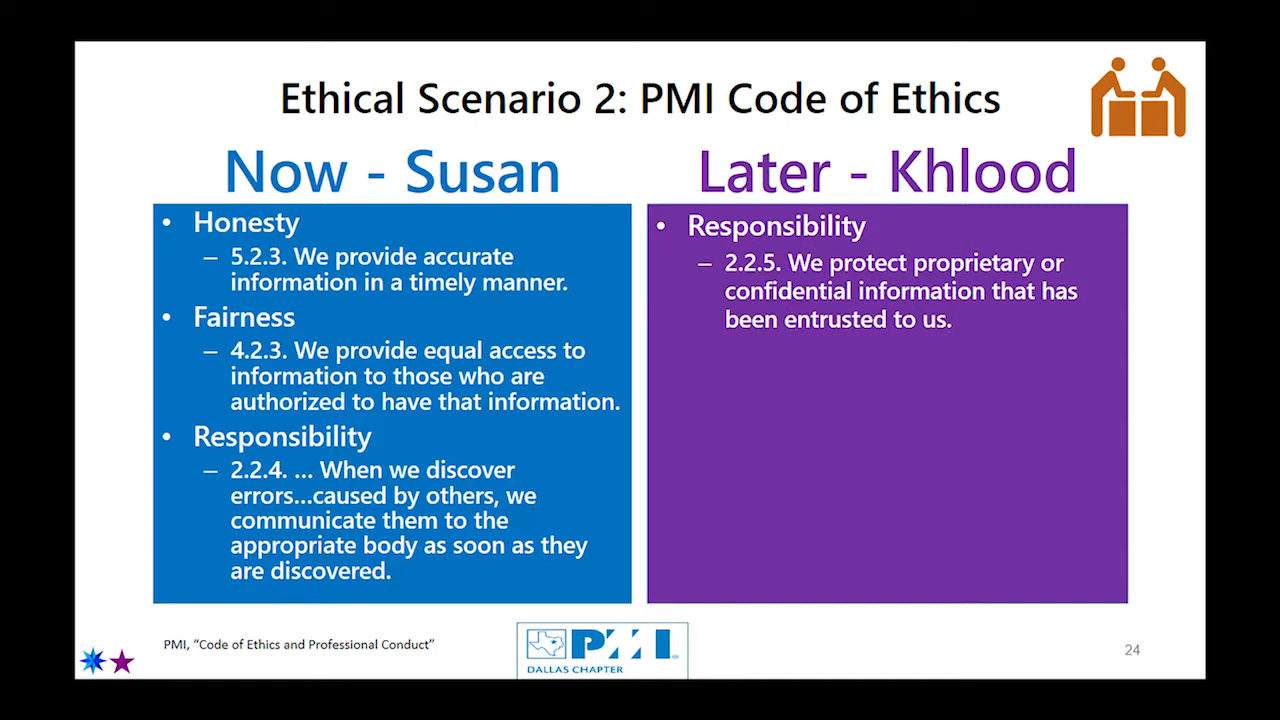 Ethical Scenario 2: PMI Code of Ethics
Now - Susan
• Honesty
– 5.2.3. We provide accurate
information in a timely manner.
• Fairness
– 4.2.3. We provide equal access to
information to those who are
authorized to have that information.
• Responsibility
– 2.2.4. ... When we discover
errors...caused by others, we
communicate them to the
appropriate body as soon as they
are discovered.
Later - Khlood
• Responsibility
– 2.2.5. We protect proprietary or
confidential information that has
been entrusted to us.
PMI, “Code of Ethics and Professional Conduct”
PMI
DALLAS CHAPTER
24